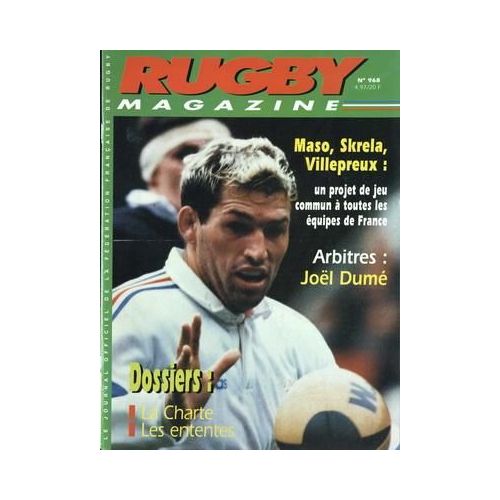 RUGBY
MAGAZINE
N° 968
LE JOURNAL OFFICIEL DE LA FÉDÉRATION FRANÇAISE DE RUGBY
Maso, Skrela,
Villepreux :
un projet de jeu
commun à toutes les
équipes de France
Arbitres :
Joël Dumé
Dossiers :
La Charte
Les ententes